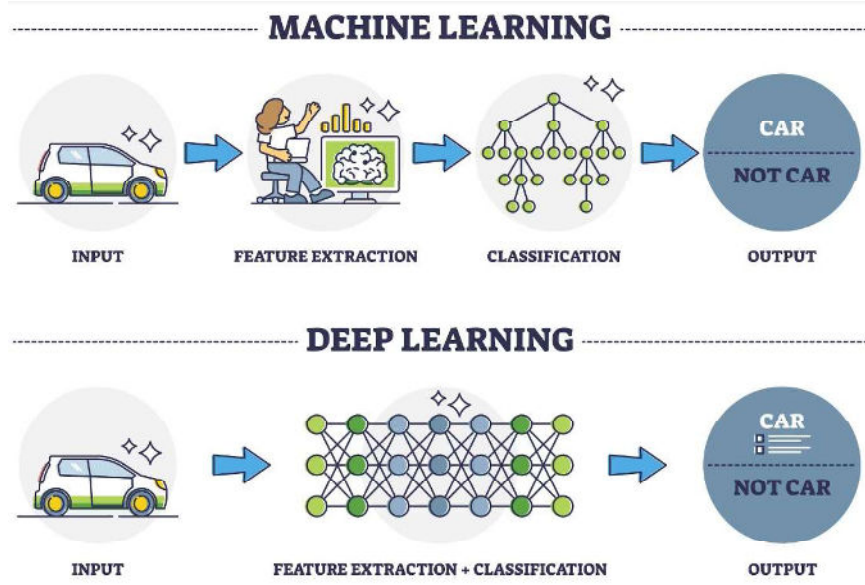 MACHINE LEARNING
CAR
NOT CAR
INPUT
FEATURE EXTRACTION
CLASSIFICATION
OUTPUT
DEEP LEARNING
CAR
NOT CAR
INPUT
FEATURE EXTRACTION + CLASSIFICATION
OUTPUT